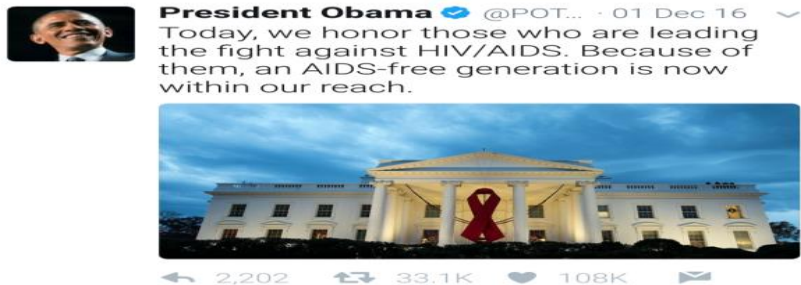 President Obama @POT... · 01 Dec 16
Today, we honor those who are leading
the fight against HIV/AIDS. Because of
them, an AIDS-free generation is now
within our reach.
2,202 33.1K 108K